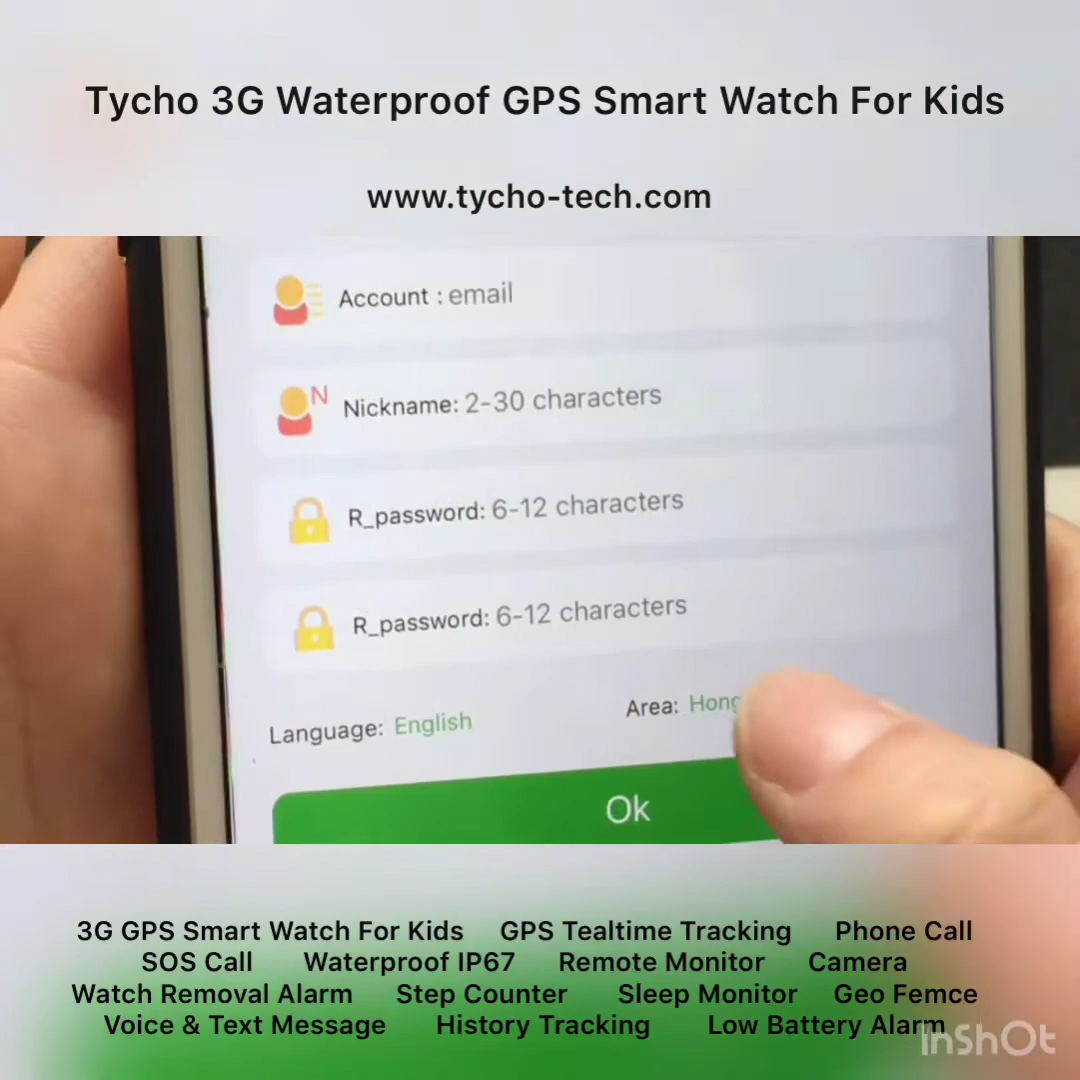 Tycho 3G Waterproof GPS Smart Watch For Kids
www.tycho-tech.com
Account : email
N
Nickname: 2-30 characters
R_password: 6-12 characters
R_password: 6-12 characters
Language: English Area: Hong
Ok
3G GPS Smart Watch For Kids GPS Tealtime Tracking Phone Call
SOS Call Waterproof IP67 Remote Monitor Camera
Watch Removal Alarm Step Counter Sleep Monitor Geo Femce
Voice & Text Message History Tracking Low Battery Alarm
InShOt